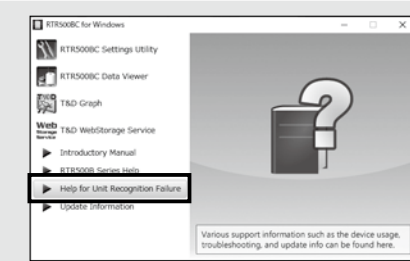 RTR500BC for Windows
RTR500BC Settings Utility
RTR500BC Data Viewer
T&D Graph
Web Storage Service
T&D WebStorage Service
Introductory Manual
RTR500B Series Help
Help for Unit Recognition Failure
Update Information
Various support information such as the device usage,
troubleshooting, and update info can be found here.